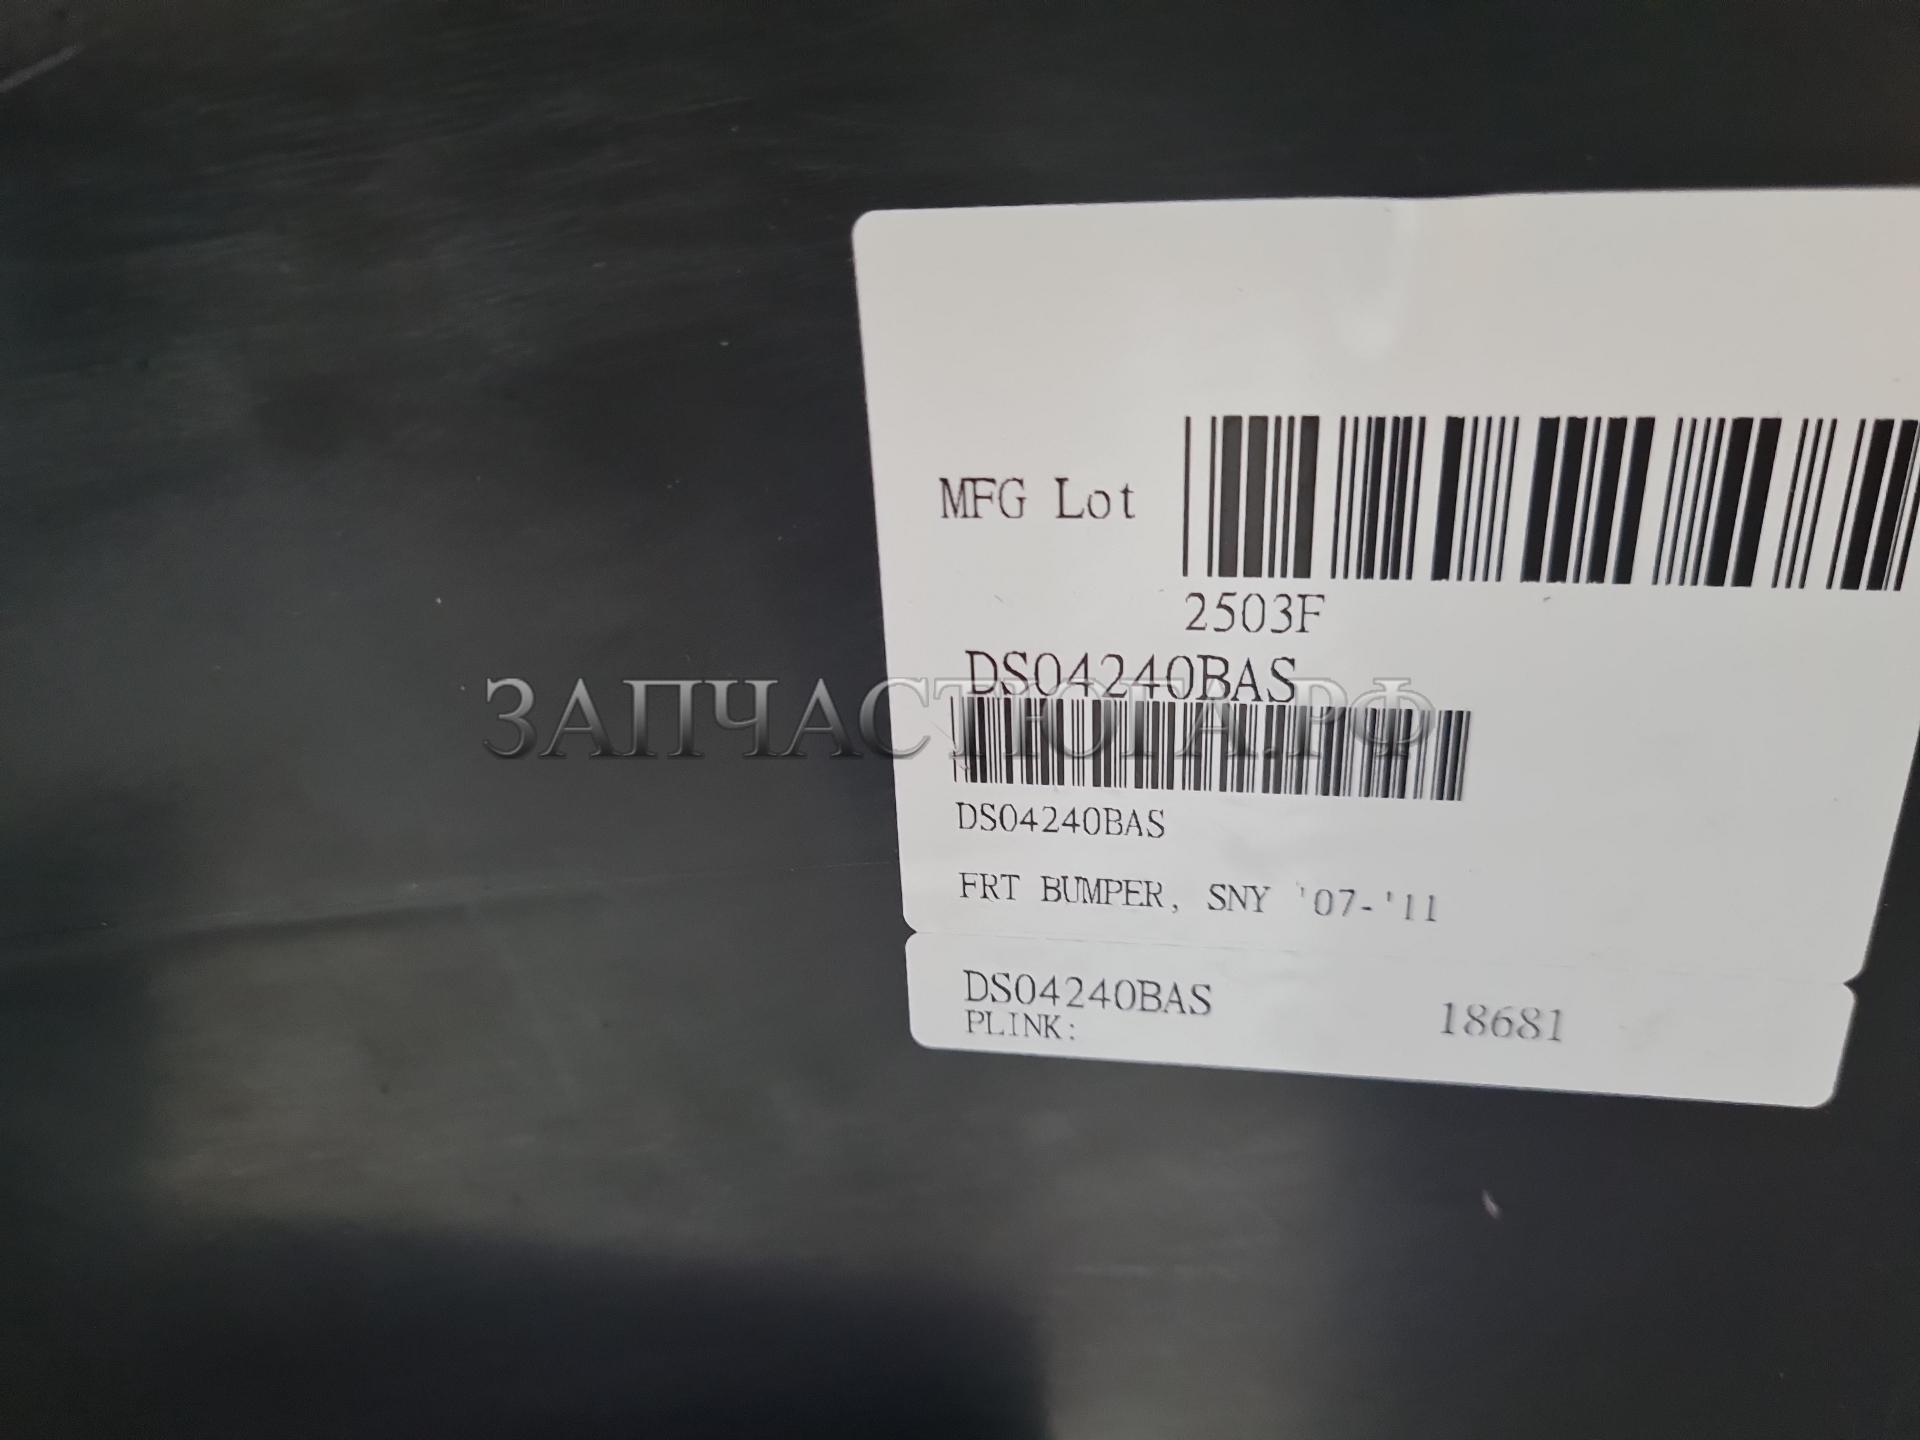 MFG Lot
2503F
DS04240BAS
ЗАПЧАСТЮГА.РФ
DS04240BAS
FRT BUMPER, SNY '07-'11
DS04240BAS 18681
PLINK: